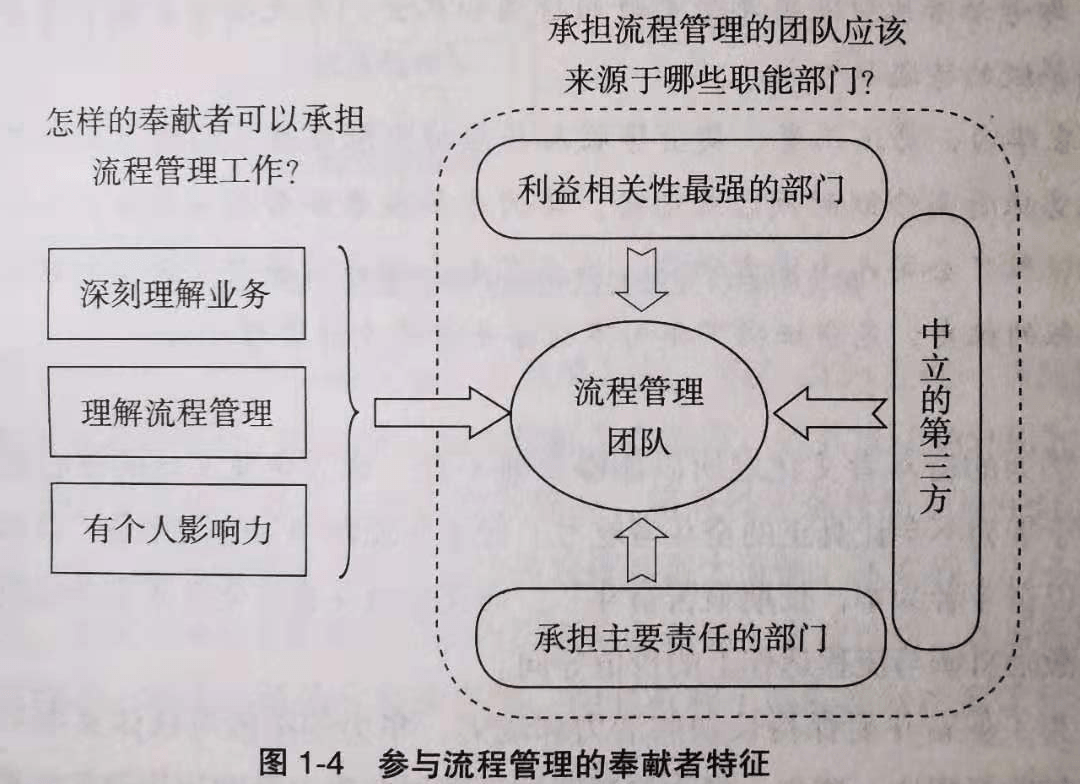 怎样的奉献者可以承担
流程管理工作？
深刻理解业务
理解流程管理
有个人影响力
承担流程管理的团队应该
来源于哪些职能部门？
利益相关性最强的部门
流程管理
团队
中立的第三方
承担主要责任的部门
图 1-4 参与流程管理的奉献者特征